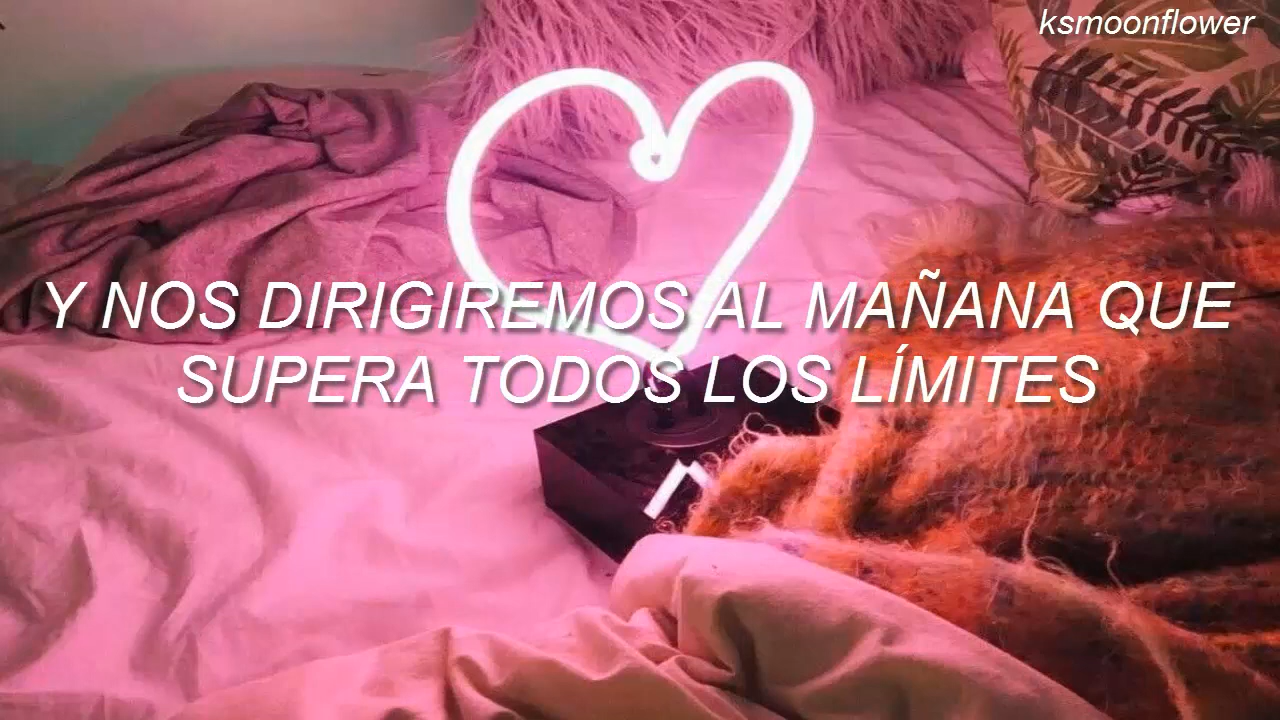 ksmoonflower
Y NOS DIRIGIREMOS AL MAÑANA QUE
SUPERA TODOS LOS LÍMITES